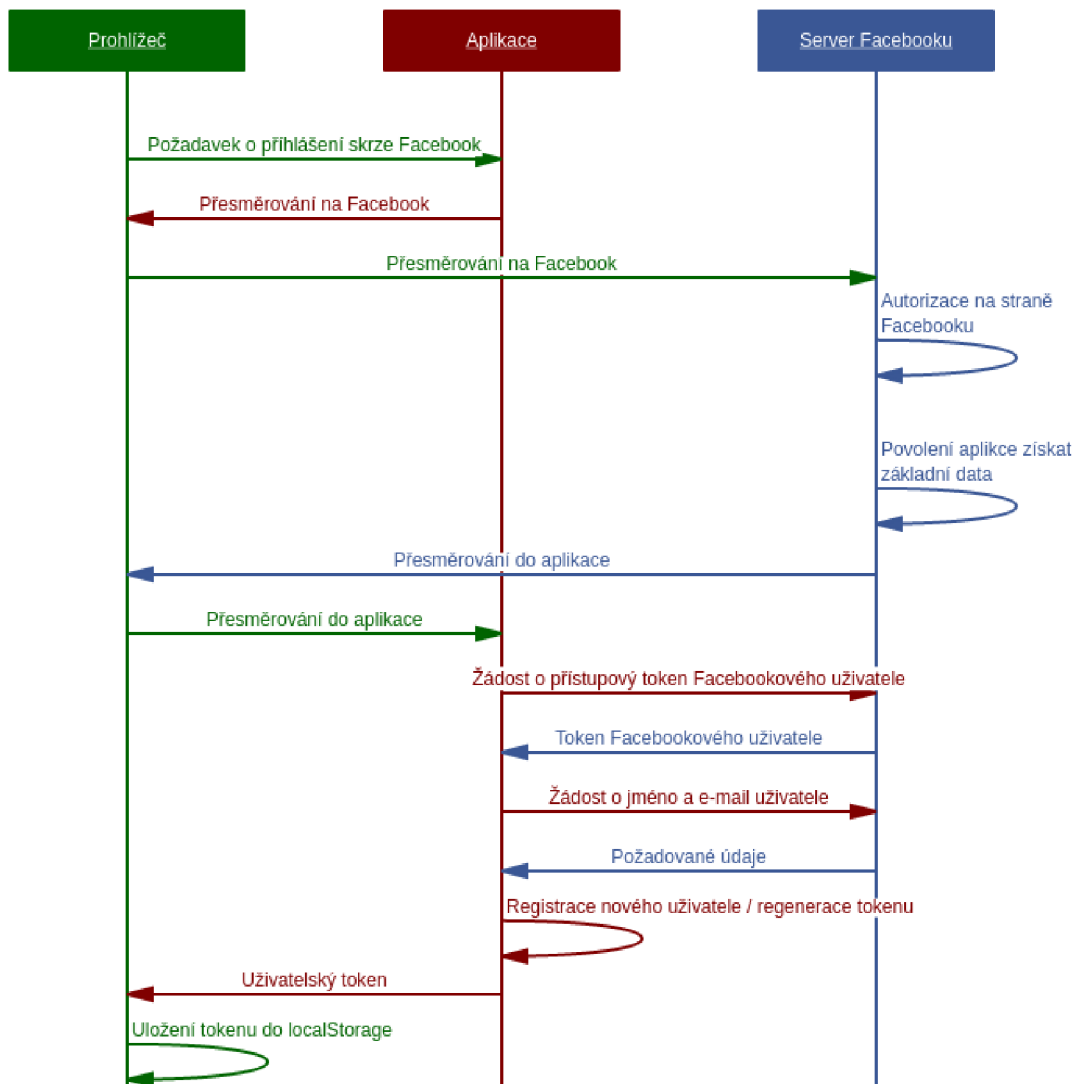 Prohlížeč
Aplikace
Server Facebooku
Požadavek o přihlášení skrze Facebook
Přesměrování na Facebook
Přesměrování na Facebook
Autorizace na straně
Facebooku
Povolení aplikce získat
základní data
Přesměrování do aplikace
Přesměrování do aplikace
Žádost o přístupový token Facebookového uživatele
Token Facebookového uživatele
Žádost o jméno a e-mail uživatele
Požadované údaje
Registrace nového uživatele / regenerace tokenu
Uživatelský token
Uložení tokenu do localStorage